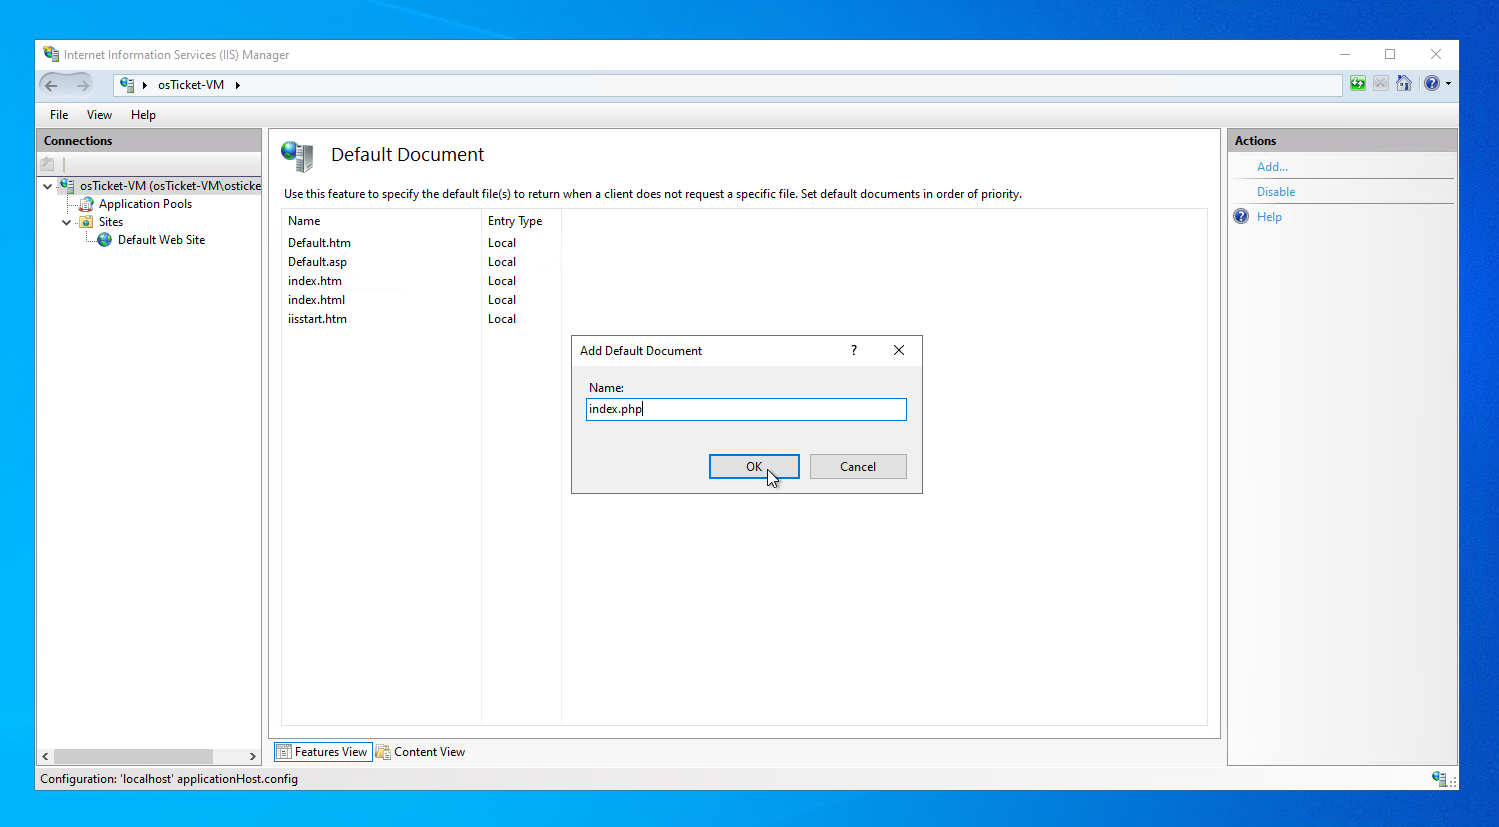 Internet Information Services (IIS) Manager
osTicket-VM
File View Help
Connections
osTicket-VM (osTicket-VM\osticke
Application Pools
Sites
Default Web Site
Default Document
Use this feature to specify the default file(s) to return when a client does not request a specific file. Set default documents in order of priority.
Name Entry Type
Default.htm Local
Default.asp Local
index.htm Local
index.html Local
iisstart.htm Local
Add Default Document ?
Name:
index.php
OK Cancel
Features View Content View
Actions
Add...
Disable
Help
Configuration: 'localhost' applicationHost.config